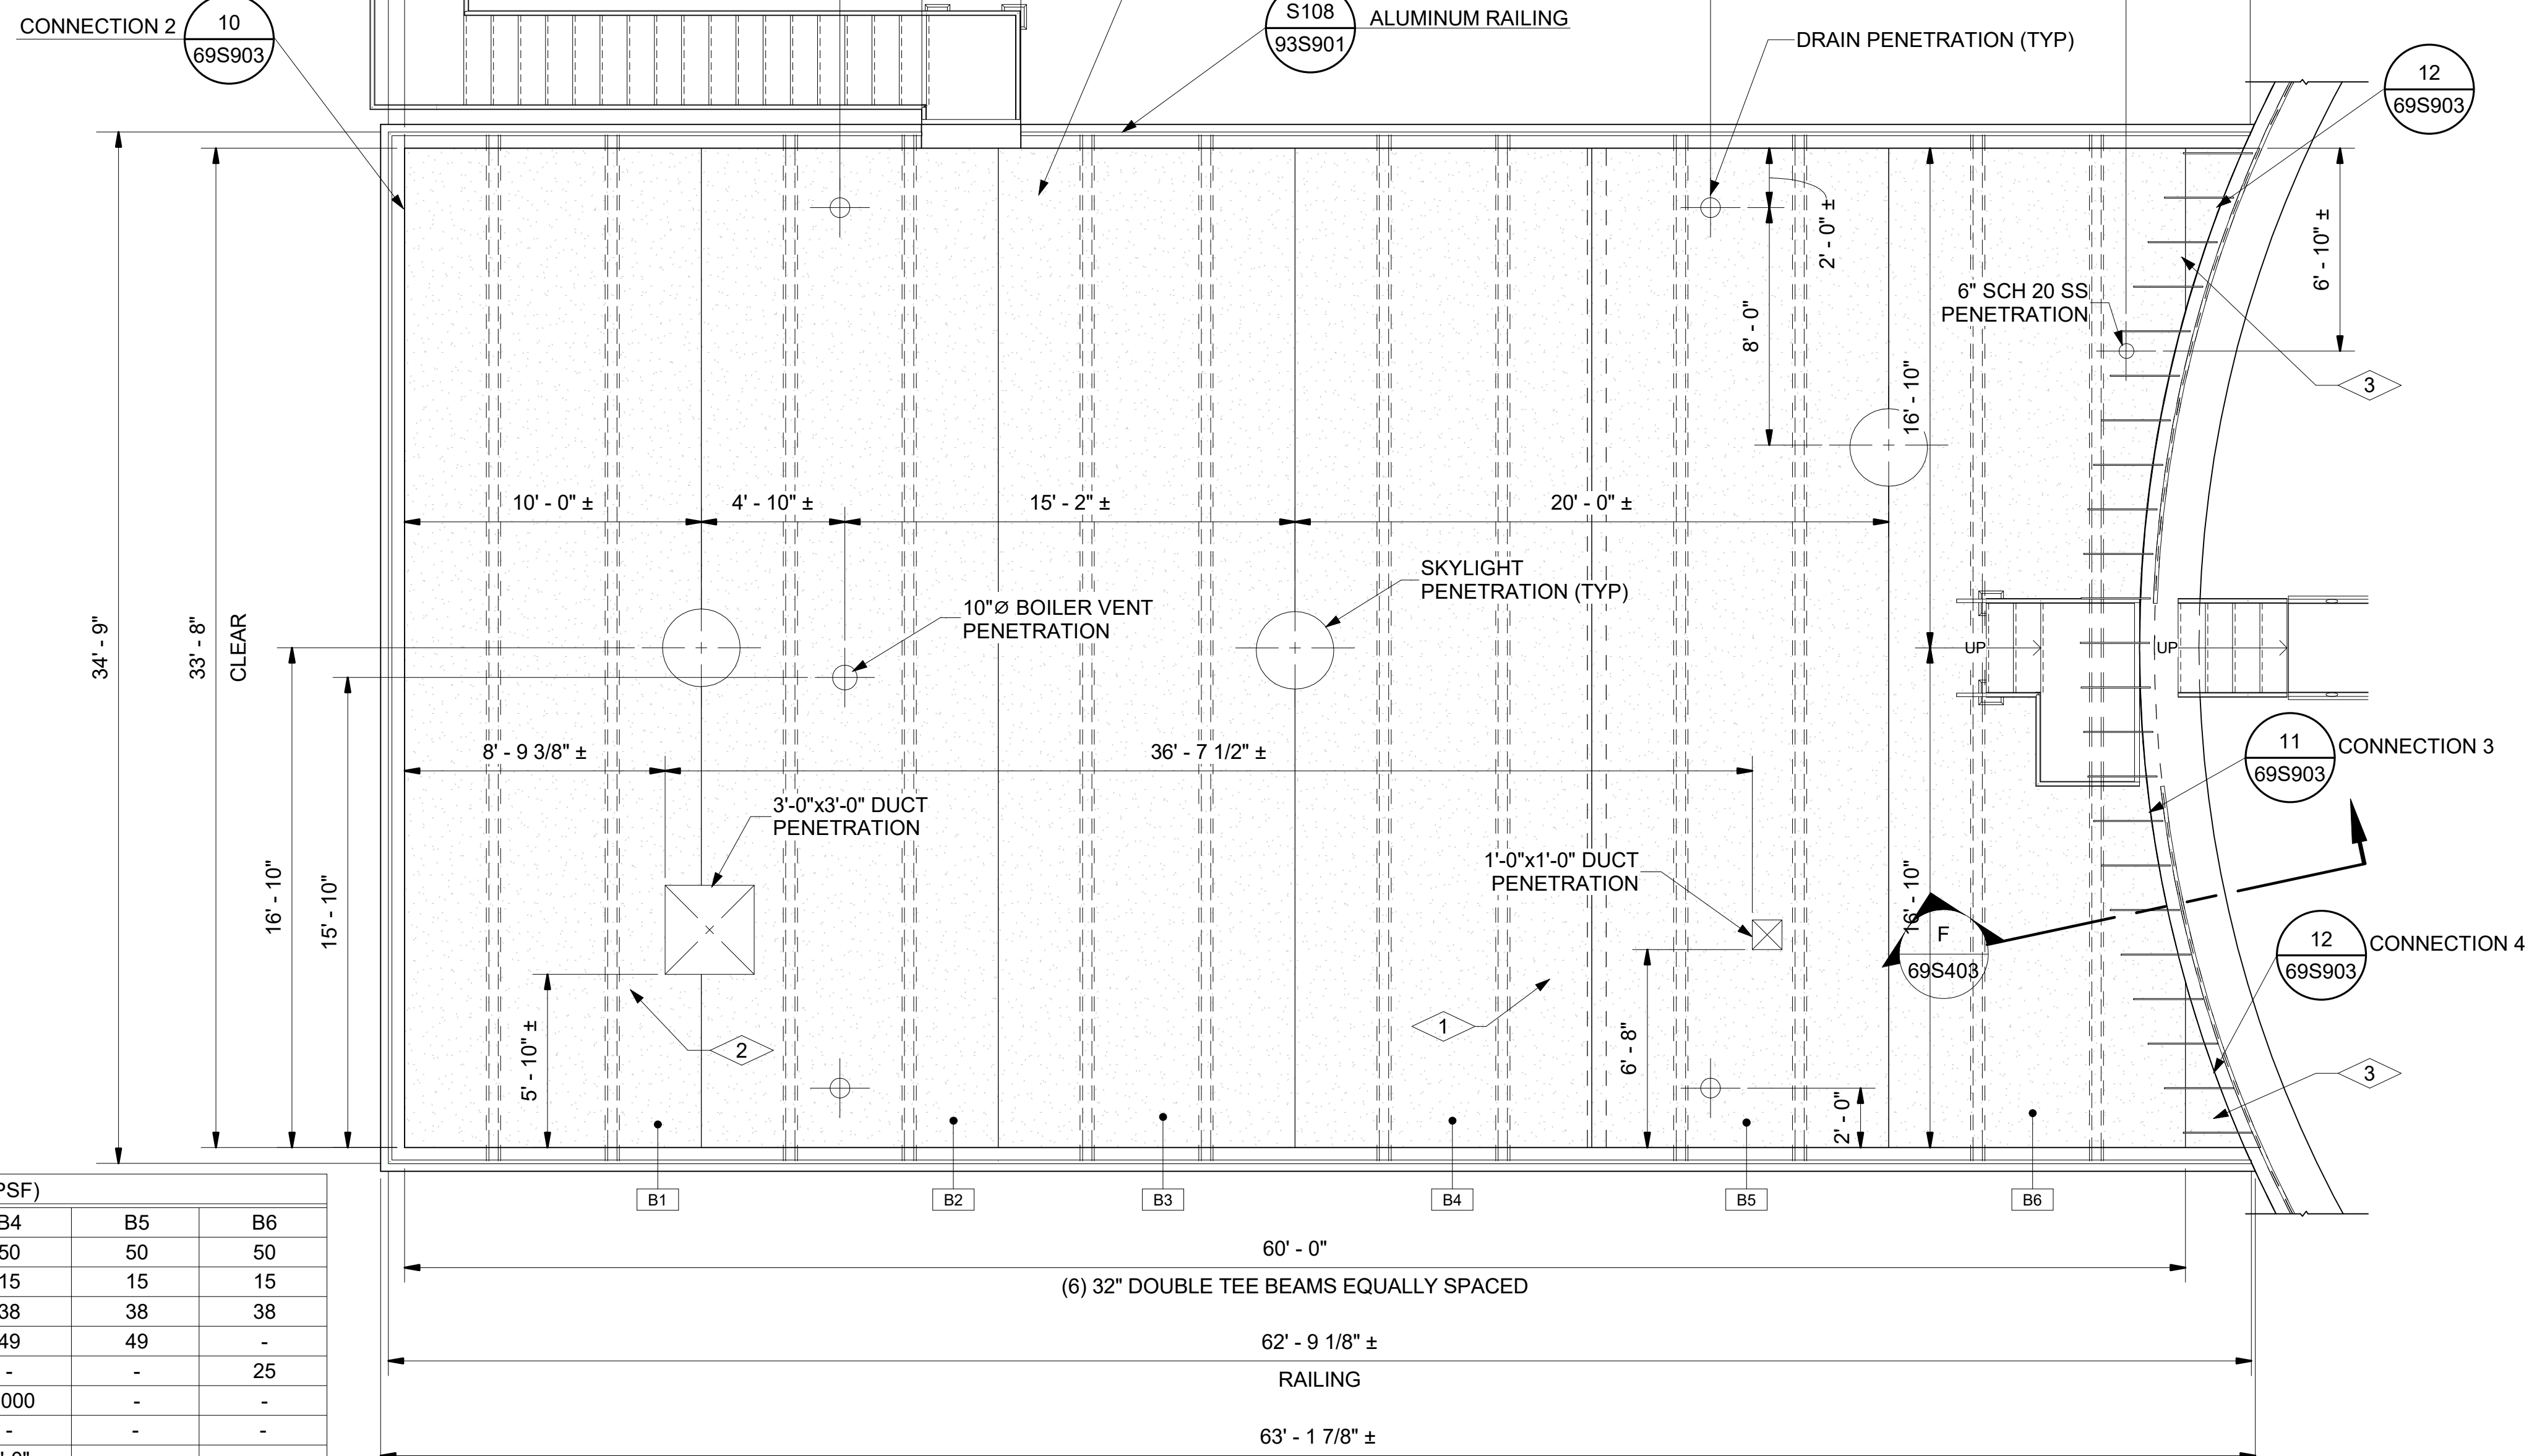 CONNECTION 2
10
69S903
S108
93S901
ALUMINUM RAILING
DRAIN PENETRATION (TYP)
12
69S903
2' - 0" ±
6' - 10" ±
6" SCH 20 SS
PENETRATION
8' - 0"
16' - 10"
3
10' - 0" ±
4' - 10" ±
15' - 2" ±
20' - 0" ±
34' - 9"
33' - 8"
CLEAR
SKYLIGHT
PENETRATION (TYP)
10"Ø BOILER VENT
PENETRATION
UP
UP
11
69S903
CONNECTION 3
8' - 9 3/8" ±
36' - 7 1/2" ±
3'-0"x3'-0" DUCT
PENETRATION
1'-0"x1'-0" DUCT
PENETRATION
16' - 10"
15' - 10"
16' - 10"
F
69S403
12
69S903
CONNECTION 4
5' - 10" ±
2
1
6' - 8"
2' - 0"
3
B1
B2
B3
B4
B5
B6
PSF)
B4 B5 B6
50 50 50
15 15 15
38 38 38
49 49 -
- - 25
000 - -
- - -
60' - 0"
(6) 32" DOUBLE TEE BEAMS EQUALLY SPACED
62' - 9 1/8" ±
RAILING
63' - 1 7/8" ±